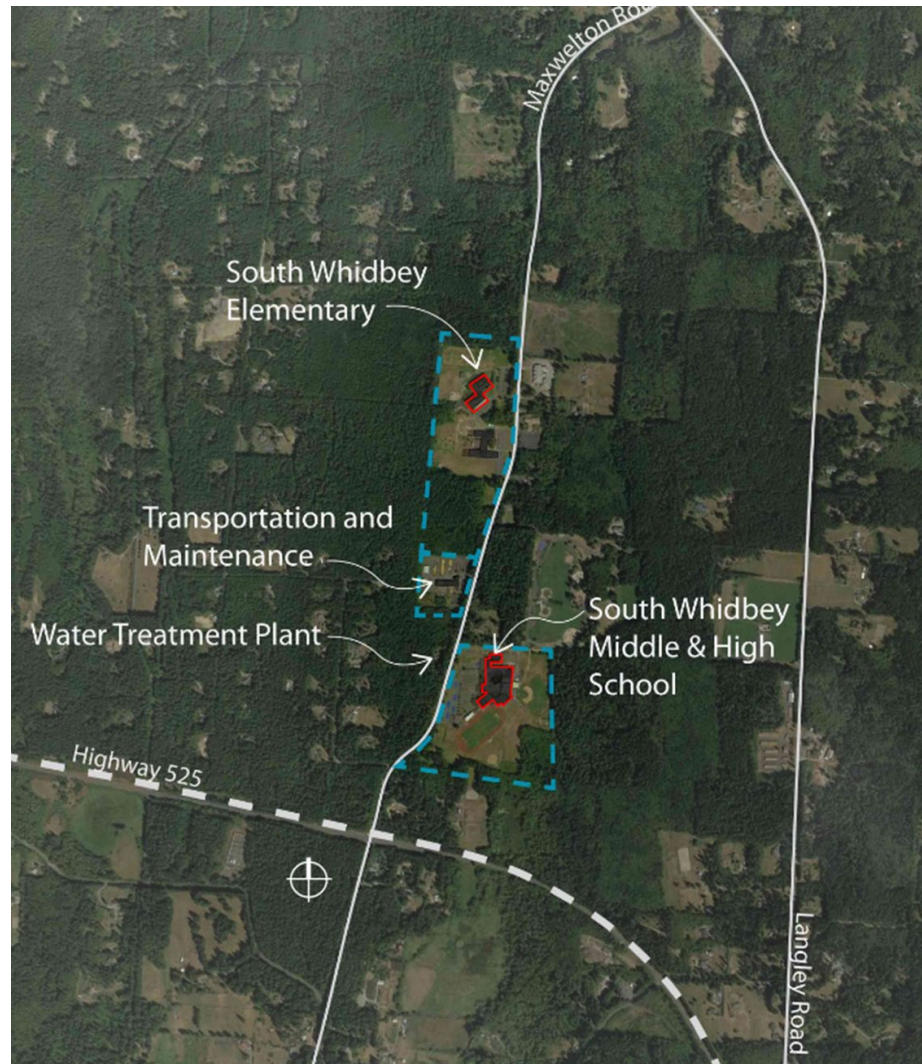 Maxwelton Road
South Whidbey
Elementary
Transportation and
Maintenance
Water Treatment Plant
South Whidbey
Middle & High
School
Highway 525
Langley Road